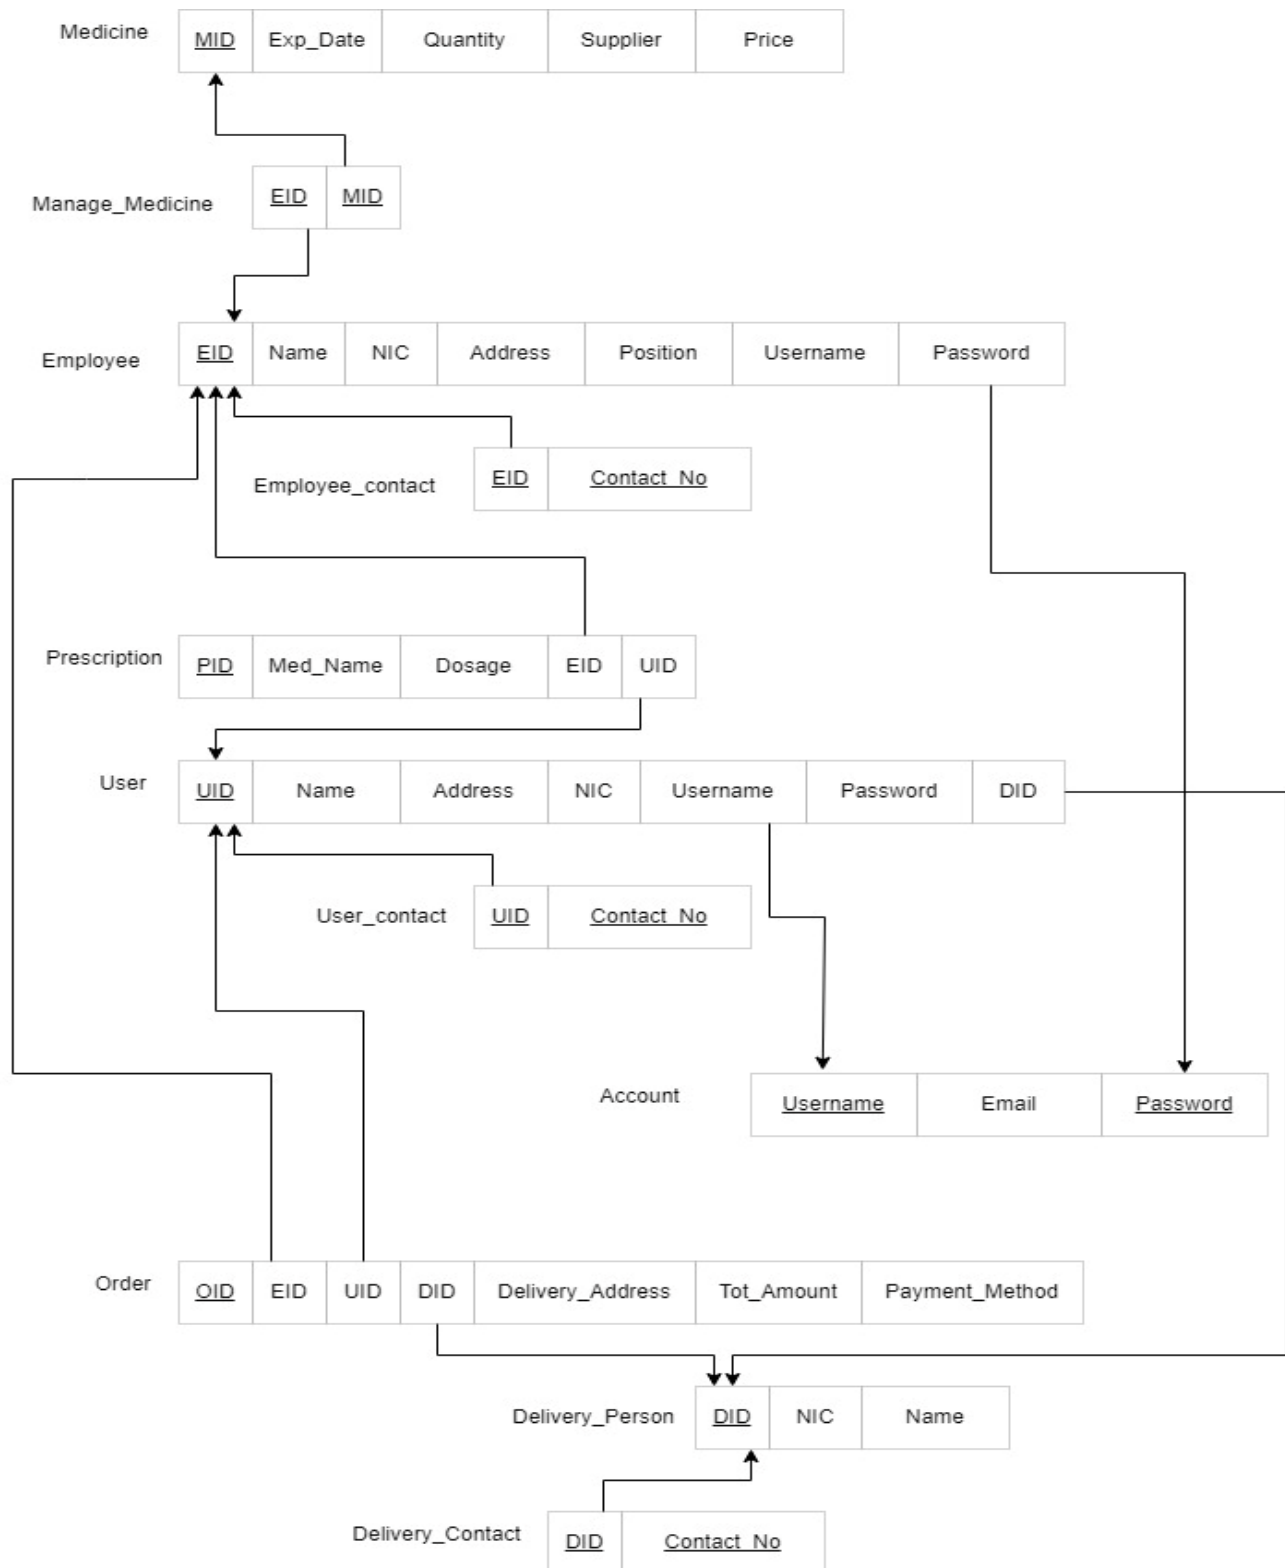 Medicine MID Exp_Date Quantity Supplier Price
Manage_Medicine EID MID
Employee EID Name NIC Address Position Username Password
Employee_contact EID Contact_No
Prescription PID Med_Name Dosage EID UID
User UID Name Address NIC Username Password DID
User_contact UID Contact_No
Account Username Email Password
Order OID EID UID DID Delivery_Address Tot_Amount Payment_Method
Delivery_Person DID NIC Name
Delivery_Contact DID Contact_No